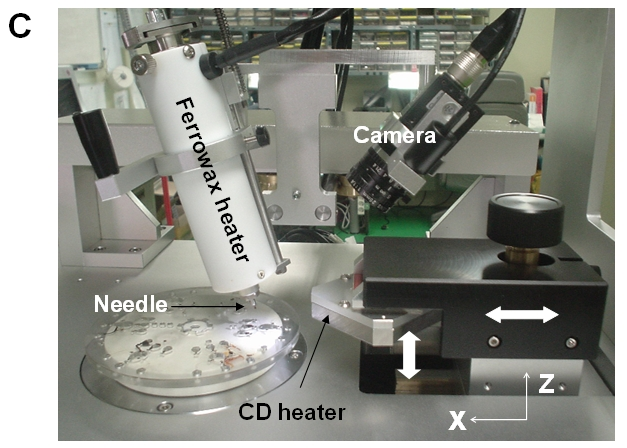 C
Ferrowax heater
Camera
Needle
CD heater
Z
X